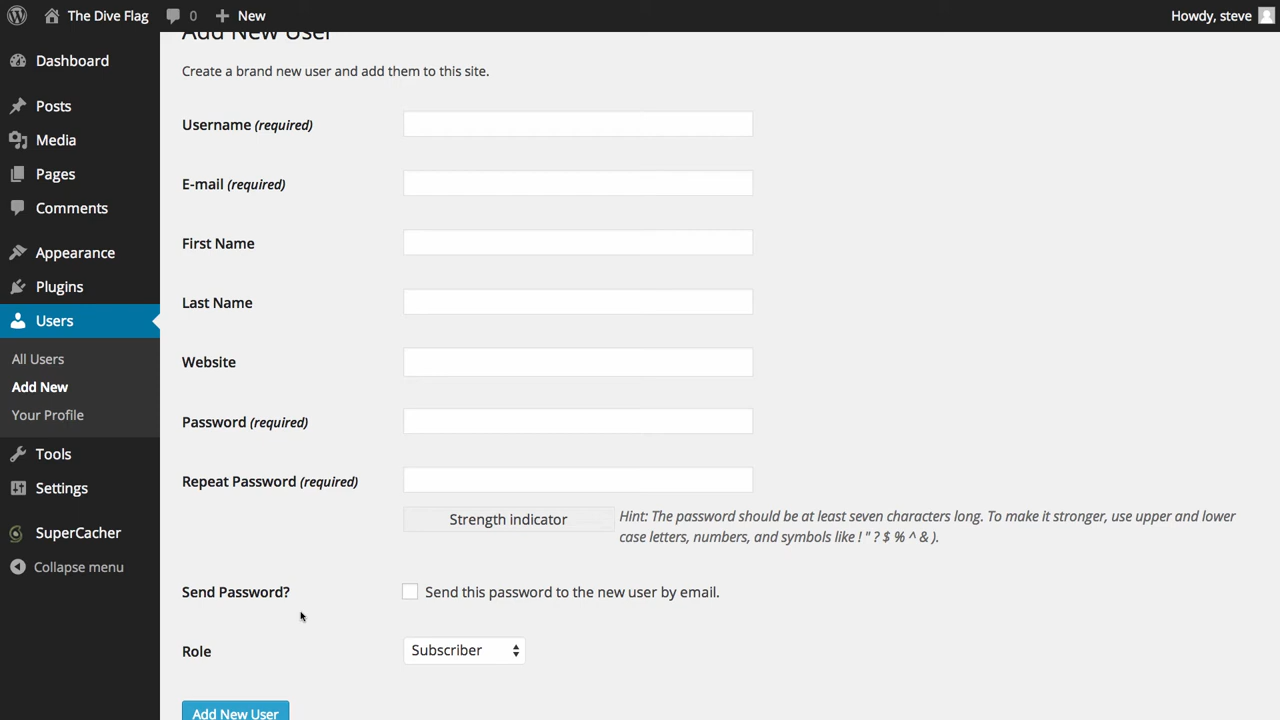 The Dive Flag 0 New Howdy, steve
Dashboard
Posts
Media
Pages
Comments
Appearance
Plugins
Users
All Users
Add New
Your Profile
Tools
Settings
SuperCacher
Collapse menu
Add New User
Create a brand new user and add them to this site.
Username (required)
E-mail (required)
First Name
Last Name
Website
Password (required)
Repeat Password (required)
Strength indicator
Hint: The password should be at least seven characters long. To make it stronger, use upper and lower
case letters, numbers, and symbols like ! " ? $ % ^ & ).
Send Password? Send this password to the new user by email.
Role Subscriber
Add New User